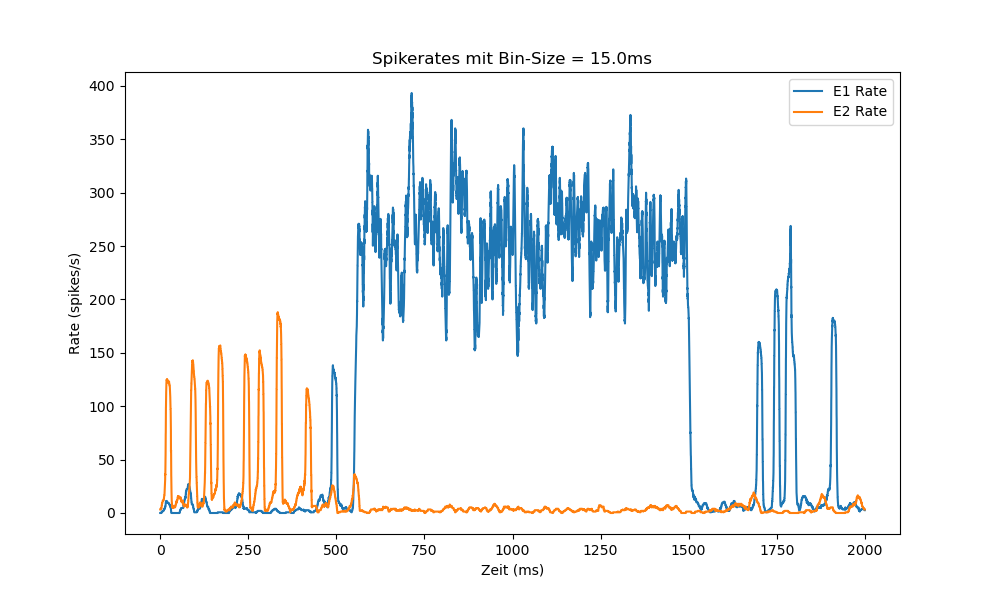 Spikerates mit Bin-Size = 15.0ms
E1 Rate
E2 Rate
Rate (spikes/s)
400
350
300
250
200
150
100
50
0
0 250 500 750 1000 1250 1500 1750 2000
Zeit (ms)